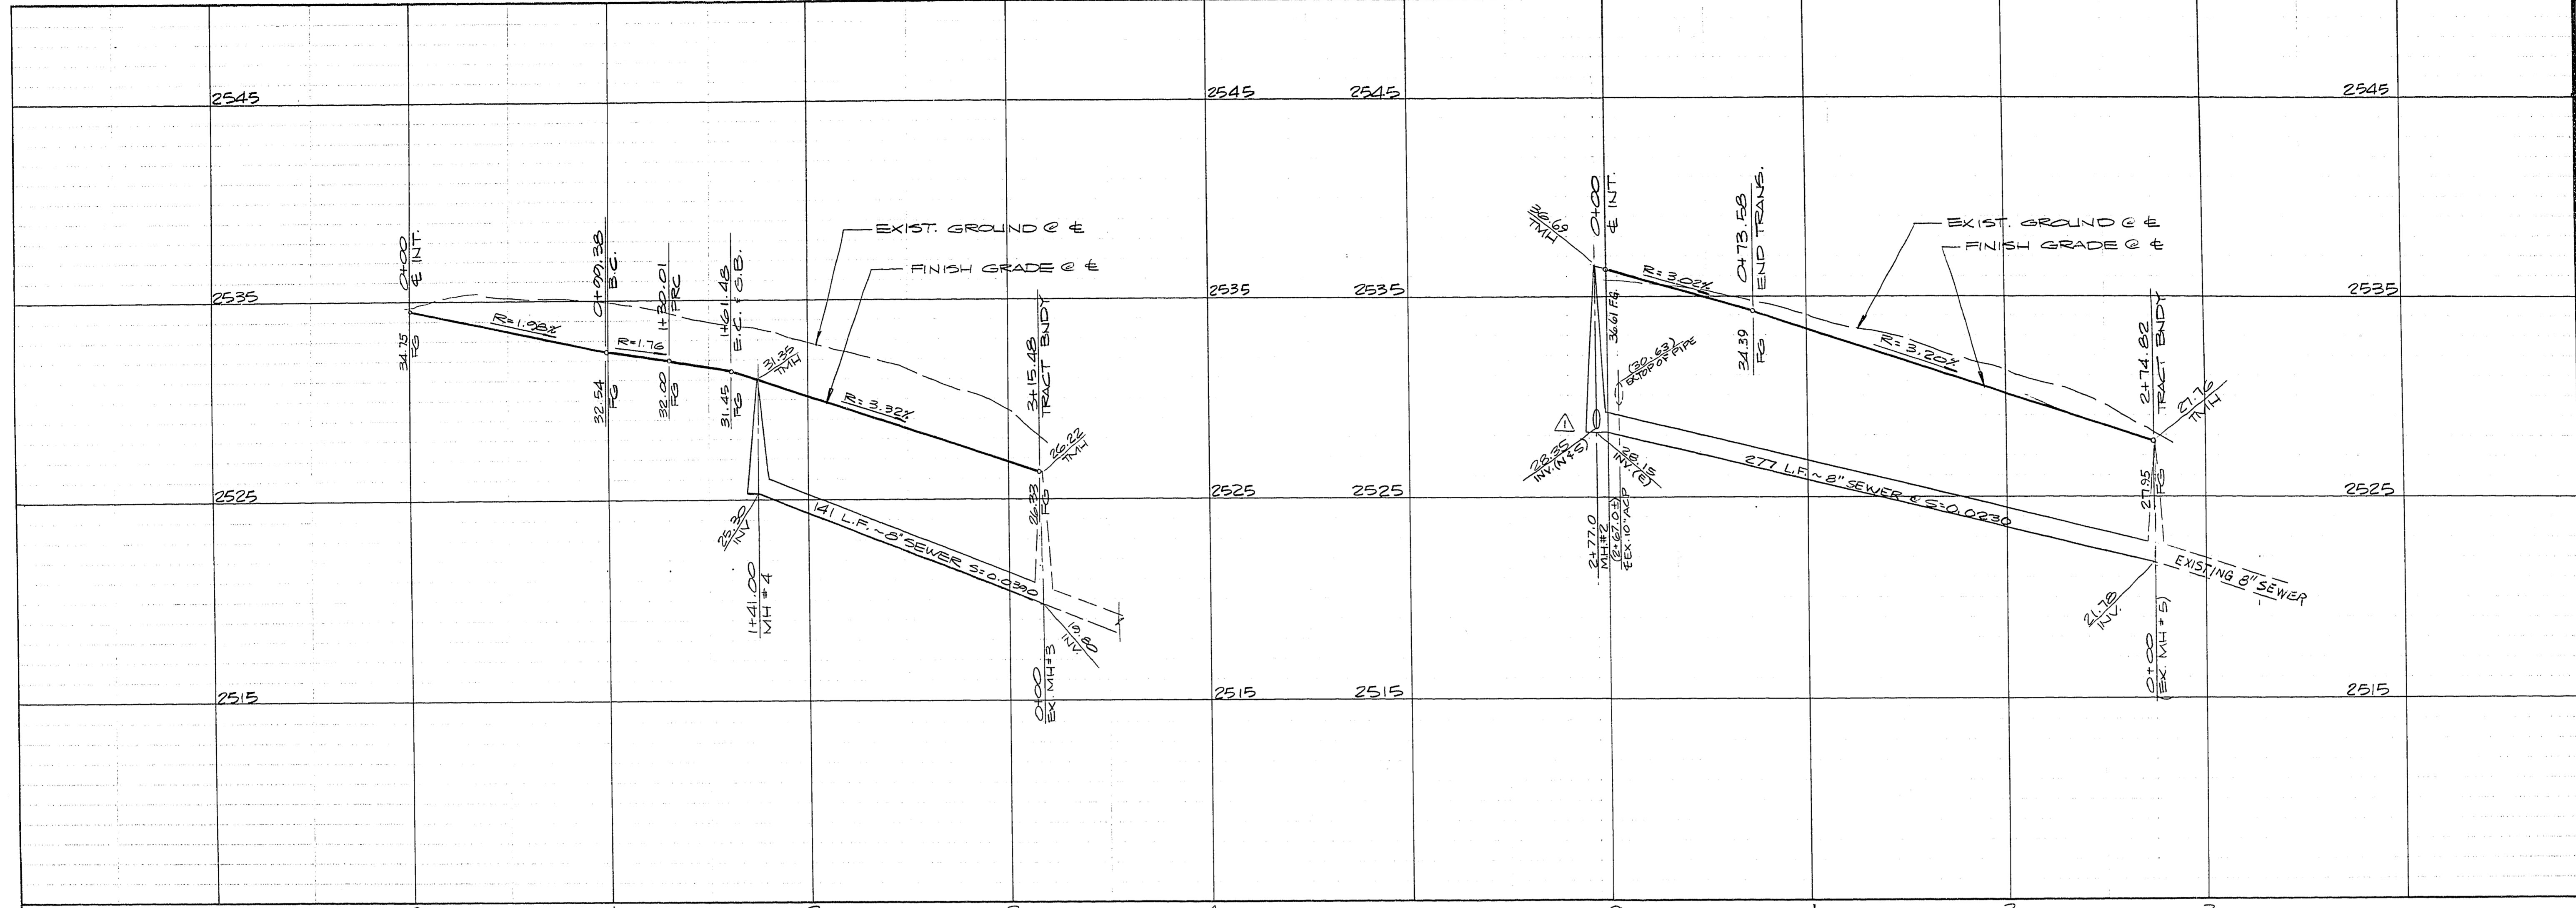 2545
2545
2545
2545
2535
2535
2535
2525
2525
2525
2525
2515
2515
2515
2515
0+00
℄ INT.
34.75
FG
R=1.98%
0+99.38
B.C.
32.54
FG
R=1.76
1+30.01
PRC
32.00
FG
1+61.48
E.C. & G.B.
31.45
FG
31.35
TMH
EXIST. GROUND @ ℄
FINISH GRADE @ ℄
R=3.32%
3+15.48
TRACT BNDY
26.22
TMH
26.33
FG
25.30
INV.
141 L.F. ~ 8" SEWER S=0.0390
1+41.00
MH #4
19.80
INV.
0+00
EX. MH #3
36.69
TMH
0+00
℄ INT.
36.61 F.G.
R=3.02%
0+73.58
END TRANS.
34.39
FG
EXIST. GROUND @ ℄
FINISH GRADE @ ℄
R=3.20%
2+74.82
TRACT BNDY
27.76
TMH
27.95
FG
(30.63)
EX.TOP OF PIPE
1
28.35
INV.(N&S)
28.15
INV.(E)
277 L.F. ~ 8" SEWER @ S=0.0230
2+77.0
MH.#2
(2+67.0±)
℄ EX. 10" ACP
EXISTING 8" SEWER
21.78
INV.
0+00
(EX. MH #5)